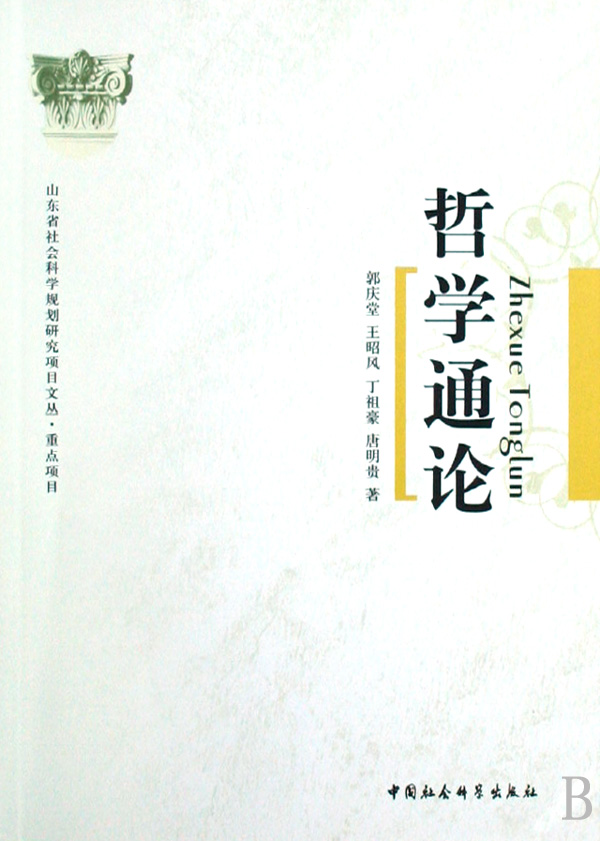 山东省社会科学规划研究项目文丛·重点项目
哲学通论
Zhexue Tonglun
郭庆堂 王昭风 丁祖豪 唐明贵 著
中国社会科学出版社
B